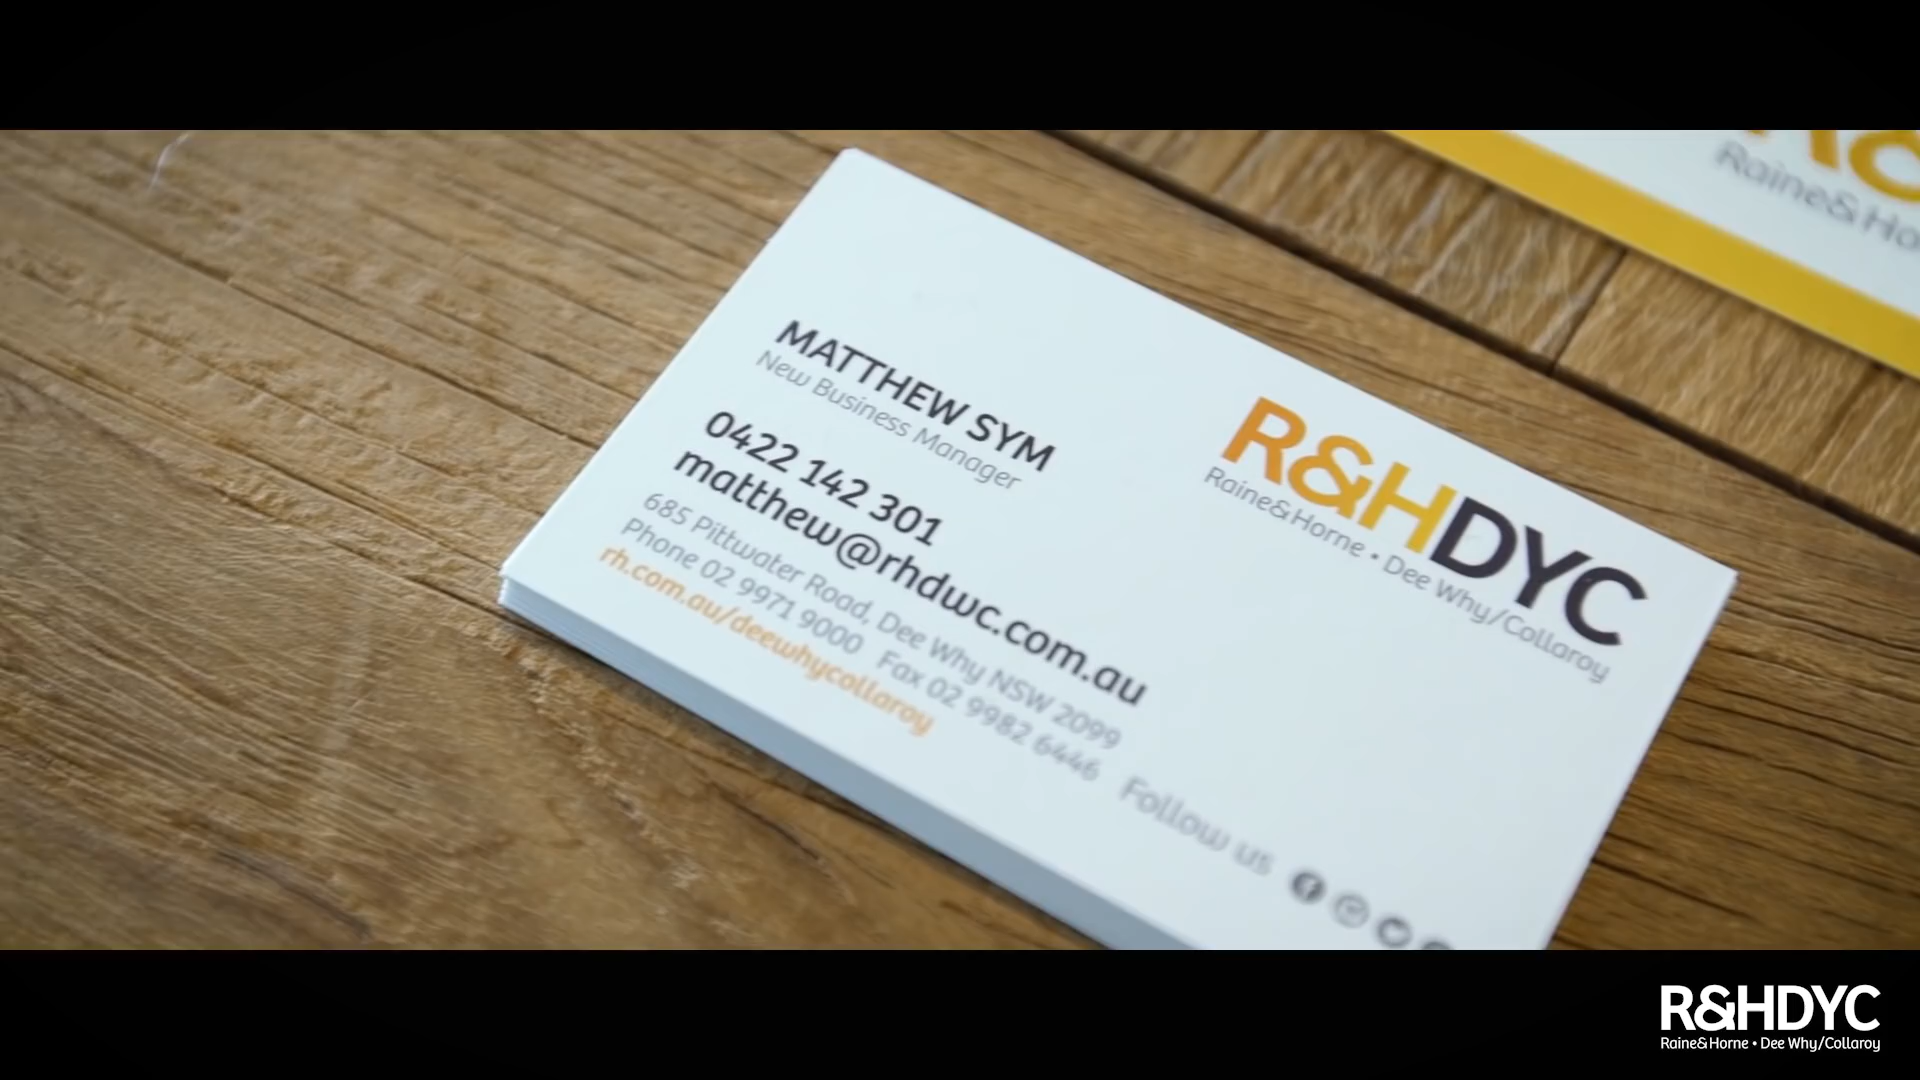 MATTHEW SYM
New Business Manager
0422 142 301
matthew@rhdwc.com.au
685 Pittwater Road, Dee Why NSW 2099
Phone 02 9971 9000 Fax 02 9982 6446
rh.com.au/deewhycollaroy
R&HDYC
Raine&Horne • Dee Why/Collaroy
Follow us
Raine&Ho
R&HDYC
Raine&Horne • Dee Why/Collaroy